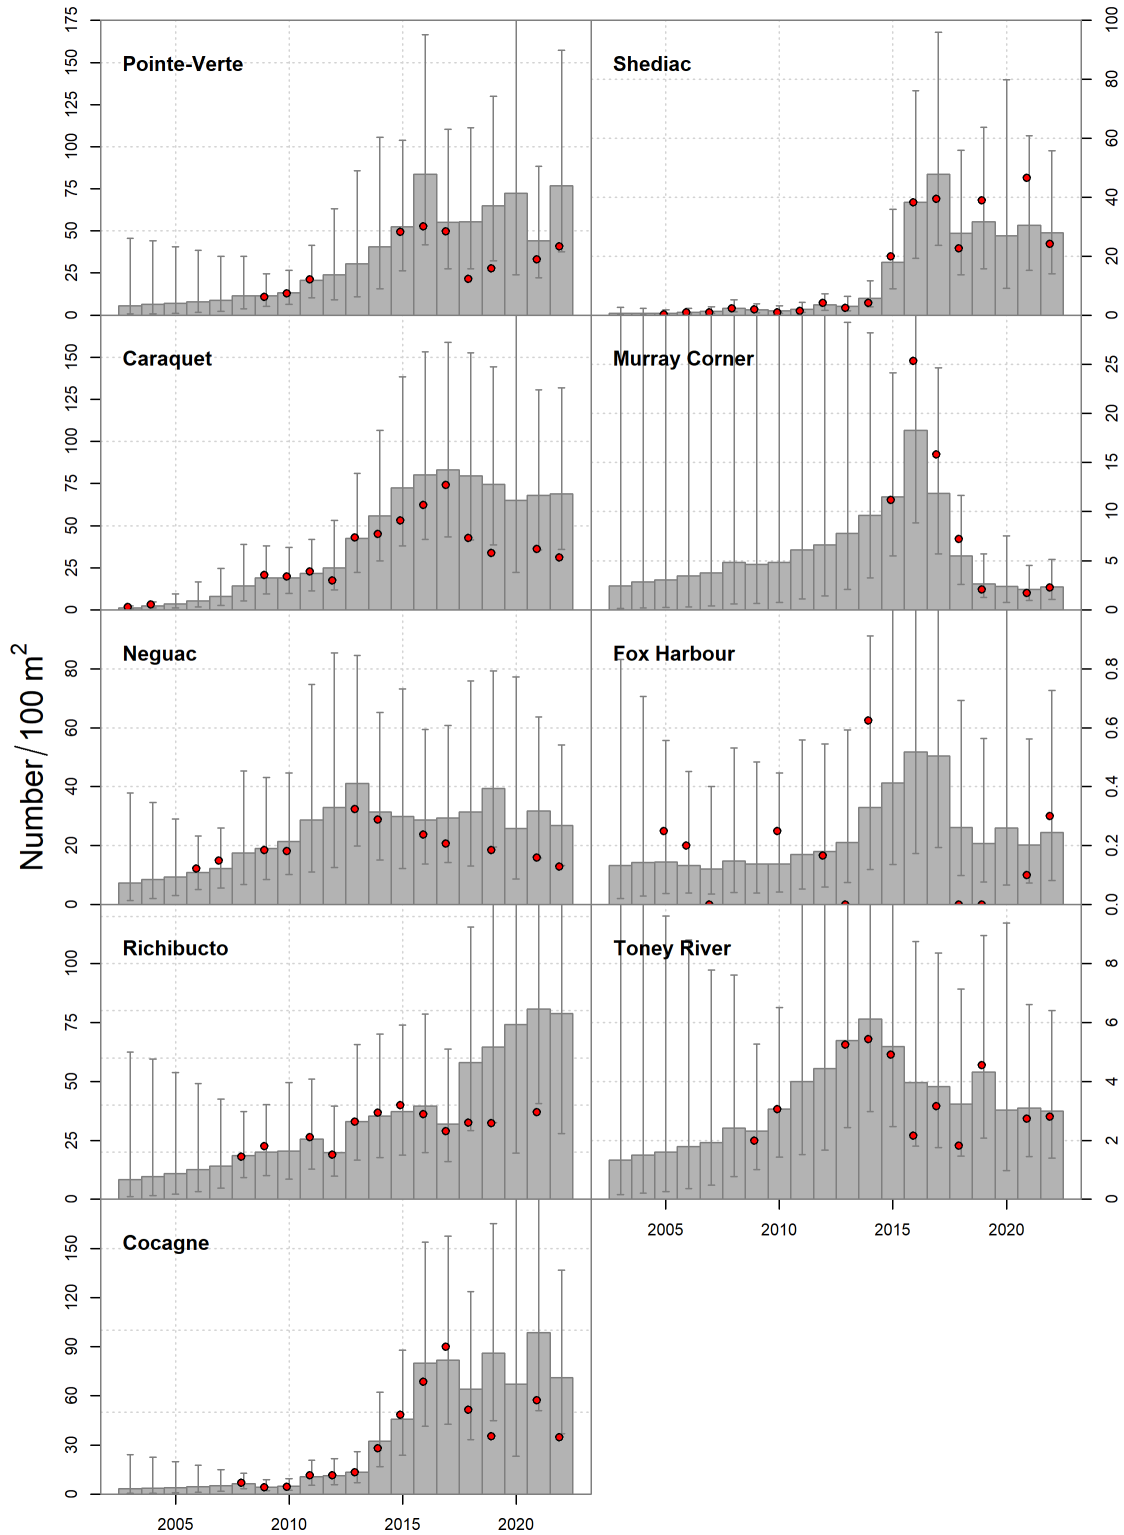 Number / 100 m²
Pointe-Verte
0 25 50 75 100 125 150 175
Shediac
0 20 40 60 80 100
Caraquet
0 25 50 75 100 125 150
Murray Corner
0 5 10 15 20 25
Neguac
0 20 40 60 80
Fox Harbour
0.0 0.2 0.4 0.6 0.8
Richibucto
0 25 50 75 100
Toney River
0 2 4 6 8
2005 2010 2015 2020
Cocagne
0 30 60 90 120 150
2005 2010 2015 2020